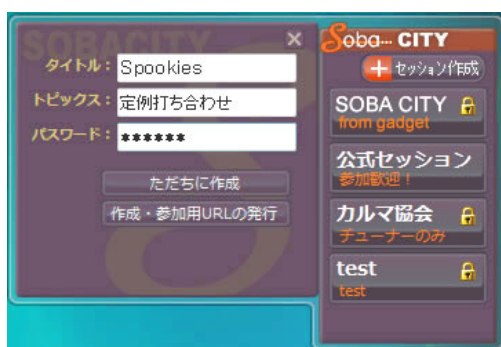 SOBACITY
タイトル： Spookies
トピックス： 定例打ち合わせ
パスワード： ******
ただちに作成
作成・参加用URLの発行
Soba-- CITY
セッション作成
SOBA CITY
from gadget
公式セッション
参加歓迎！
カルマ協会
チューナーのみ
test
test